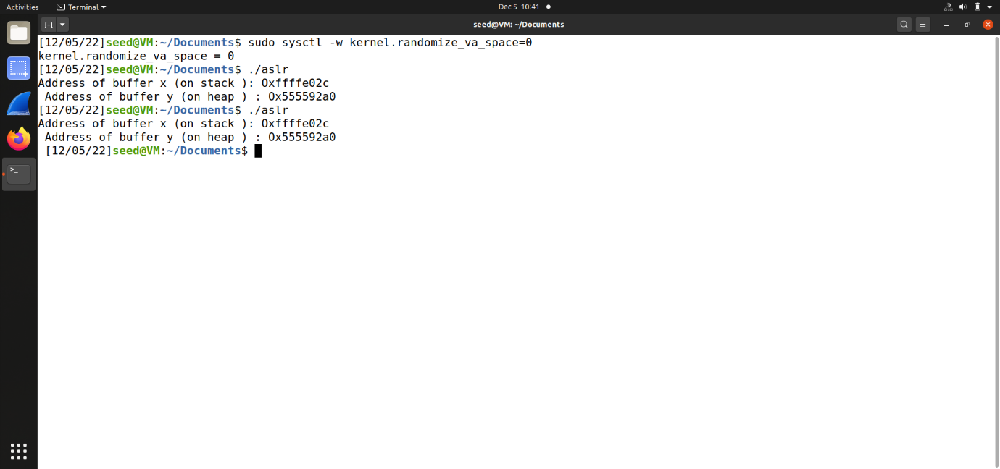 Activities Terminal Dec 5 10:41
seed@VM: ~/Documents
[12/05/22]seed@VM:~/Documents$ sudo sysctl -w kernel.randomize_va_space=0
kernel.randomize_va_space = 0
[12/05/22]seed@VM:~/Documents$ ./aslr
Address of buffer x (on stack ): 0xffffe02c
Address of buffer y (on heap ) : 0x555592a0
[12/05/22]seed@VM:~/Documents$ ./aslr
Address of buffer x (on stack ): 0xffffe02c
Address of buffer y (on heap ) : 0x555592a0
[12/05/22]seed@VM:~/Documents$